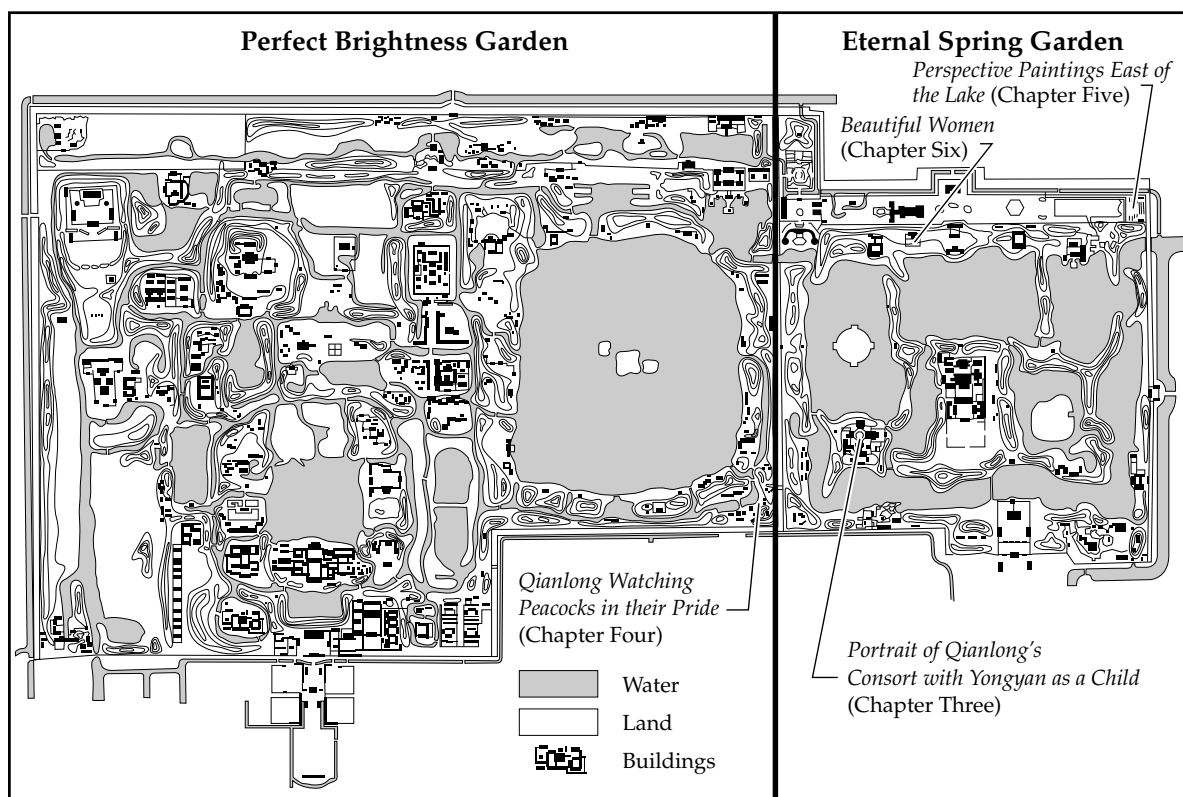 Perfect Brightness Garden
Eternal Spring Garden
Perspective Paintings East of
the Lake (Chapter Five)
Beautiful Women
(Chapter Six)
Qianlong Watching
Peacocks in their Pride
(Chapter Four)
Portrait of Qianlong's
Consort with Yongyan as a Child
(Chapter Three)
Water
Land
Buildings